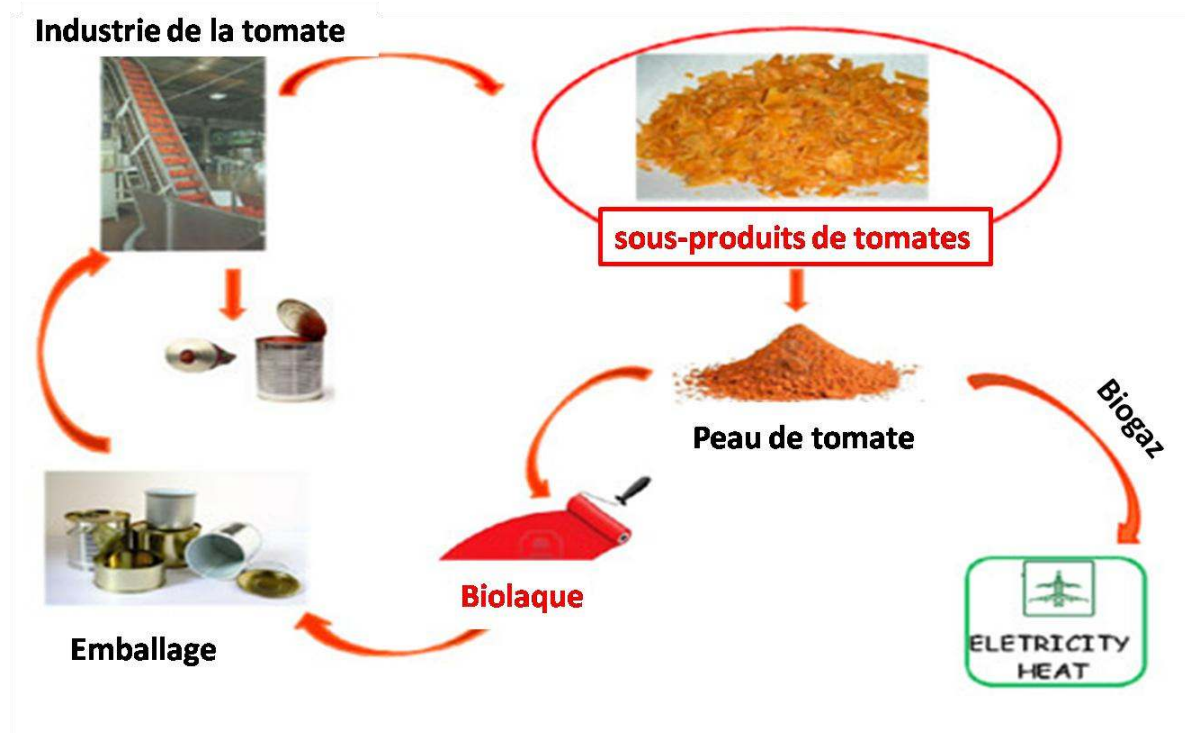 Industrie de la tomate
sous-produits de tomates
Peau de tomate
Biogaz
Biolaque
Emballage
ELETRICITY
HEAT